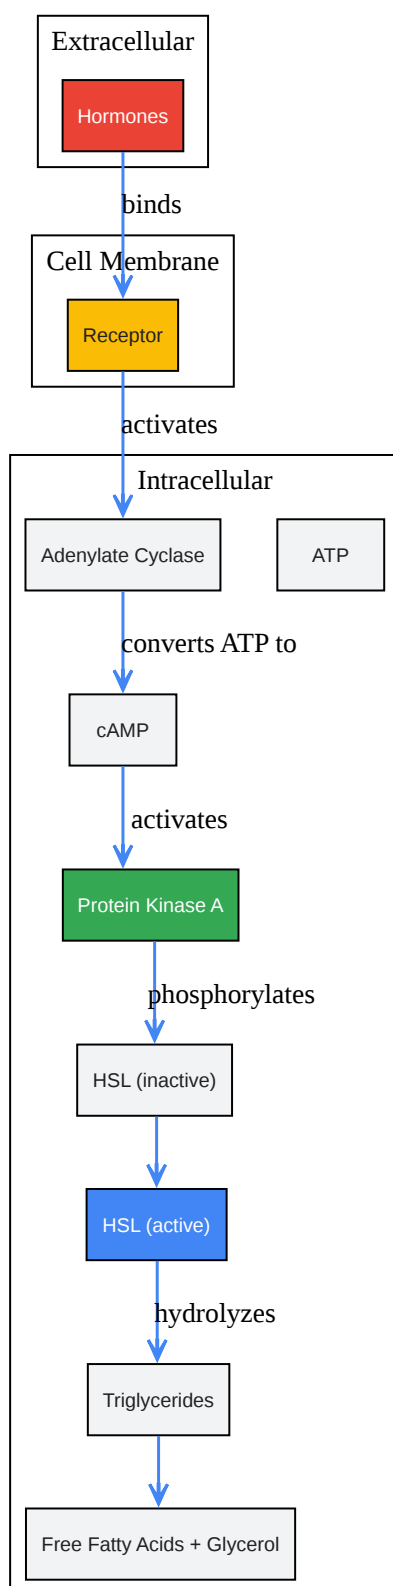 Extracellular
Hormones
binds
Cell Membrane
Receptor
activates
Intracellular
Adenylate Cyclase
ATP
converts ATP to
cAMP
activates
Protein Kinase A
phosphorylates
HSL (inactive)
HSL (active)
hydrolyzes
Triglycerides
Free Fatty Acids + Glycerol